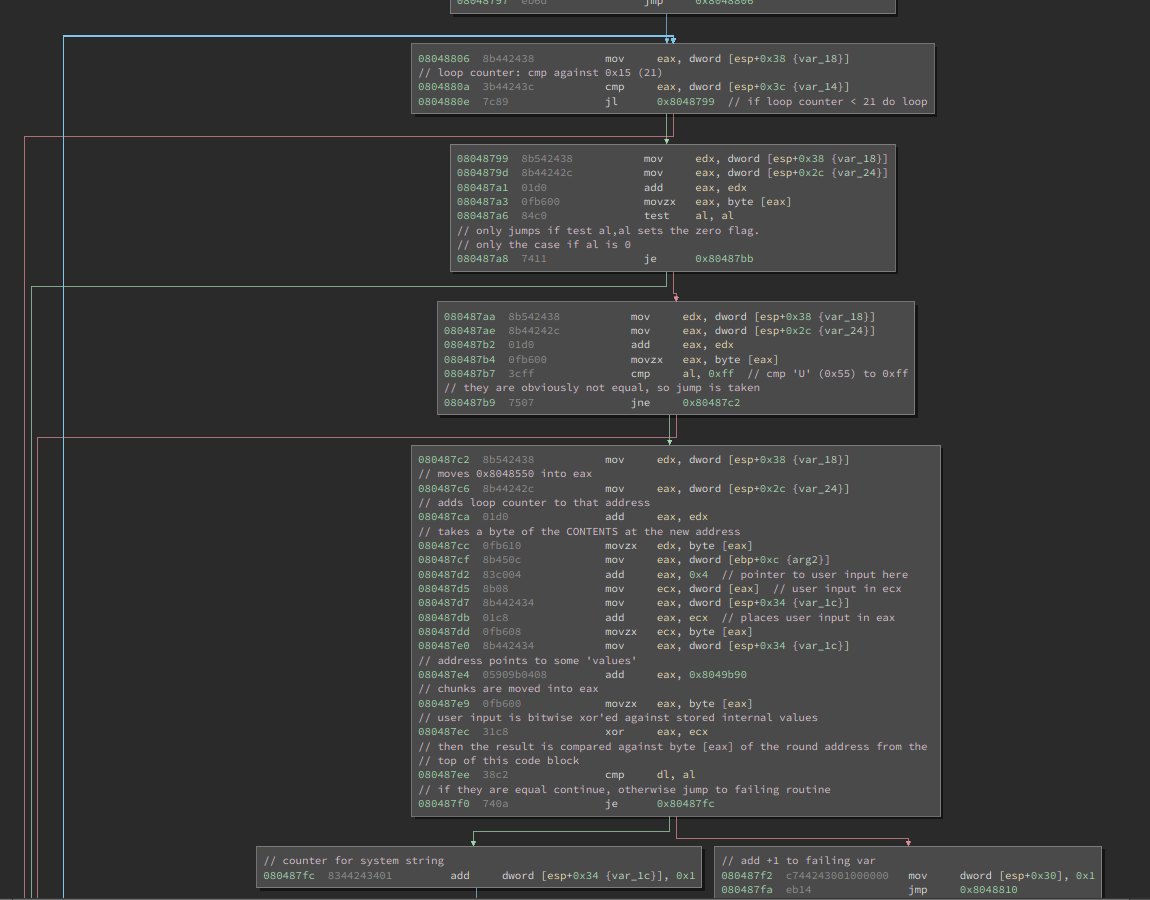 08048797 eb6d jmp 0x8048806
08048806 8b442438 mov eax, dword [esp+0x38 {var_18}]
// loop counter: cmp against 0x15 (21)
0804880a 3b44243c cmp eax, dword [esp+0x3c {var_14}]
0804880e 7c89 jl 0x8048799 // if loop counter < 21 do loop
08048799 8b542438 mov edx, dword [esp+0x38 {var_18}]
0804879d 8b44242c mov eax, dword [esp+0x2c {var_24}]
080487a1 01d0 add eax, edx
080487a3 0fb600 movzx eax, byte [eax]
080487a6 84c0 test al, al
// only jumps if test al,al sets the zero flag.
// only the case if al is 0
080487a8 7411 je 0x80487bb
080487aa 8b542438 mov edx, dword [esp+0x38 {var_18}]
080487ae 8b44242c mov eax, dword [esp+0x2c {var_24}]
080487b2 01d0 add eax, edx
080487b4 0fb600 movzx eax, byte [eax]
080487b7 3cff cmp al, 0xff // cmp 'U' (0x55) to 0xff
// they are obviously not equal, so jump is taken
080487b9 7507 jne 0x80487c2
080487c2 8b542438 mov edx, dword [esp+0x38 {var_18}]
// moves 0x8048550 into eax
080487c6 8b44242c mov eax, dword [esp+0x2c {var_24}]
// adds loop counter to that address
080487ca 01d0 add eax, edx
// takes a byte of the CONTENTS at the new address
080487cc 0fb610 movzx edx, byte [eax]
080487cf 8b450c mov eax, dword [ebp+0xc {arg2}]
080487d2 83c004 add eax, 0x4 // pointer to user input here
080487d5 8b08 mov ecx, dword [eax] // user input in ecx
080487d7 8b442434 mov eax, dword [esp+0x34 {var_1c}]
080487db 01c8 add eax, ecx // places user input in eax
080487dd 0fb608 movzx ecx, byte [eax]
080487e0 8b442434 mov eax, dword [esp+0x34 {var_1c}]
// address points to some 'values'
080487e4 05909b0408 add eax, 0x8049b90
// chunks are moved into eax
080487e9 0fb600 movzx eax, byte [eax]
// user input is bitwise xor'ed against stored internal values
080487ec 31c8 xor eax, ecx
// then the result is compared against byte [eax] of the round address from the
// top of this code block
080487ee 38c2 cmp dl, al
// if they are equal continue, otherwise jump to failing routine
080487f0 740a je 0x80487fc
// counter for system string
080487fc 8344243401 add dword [esp+0x34 {var_1c}], 0x1
// add +1 to failing var
080487f2 c744243001000000 mov dword [esp+0x30], 0x1
080487fa eb14 jmp 0x8048810